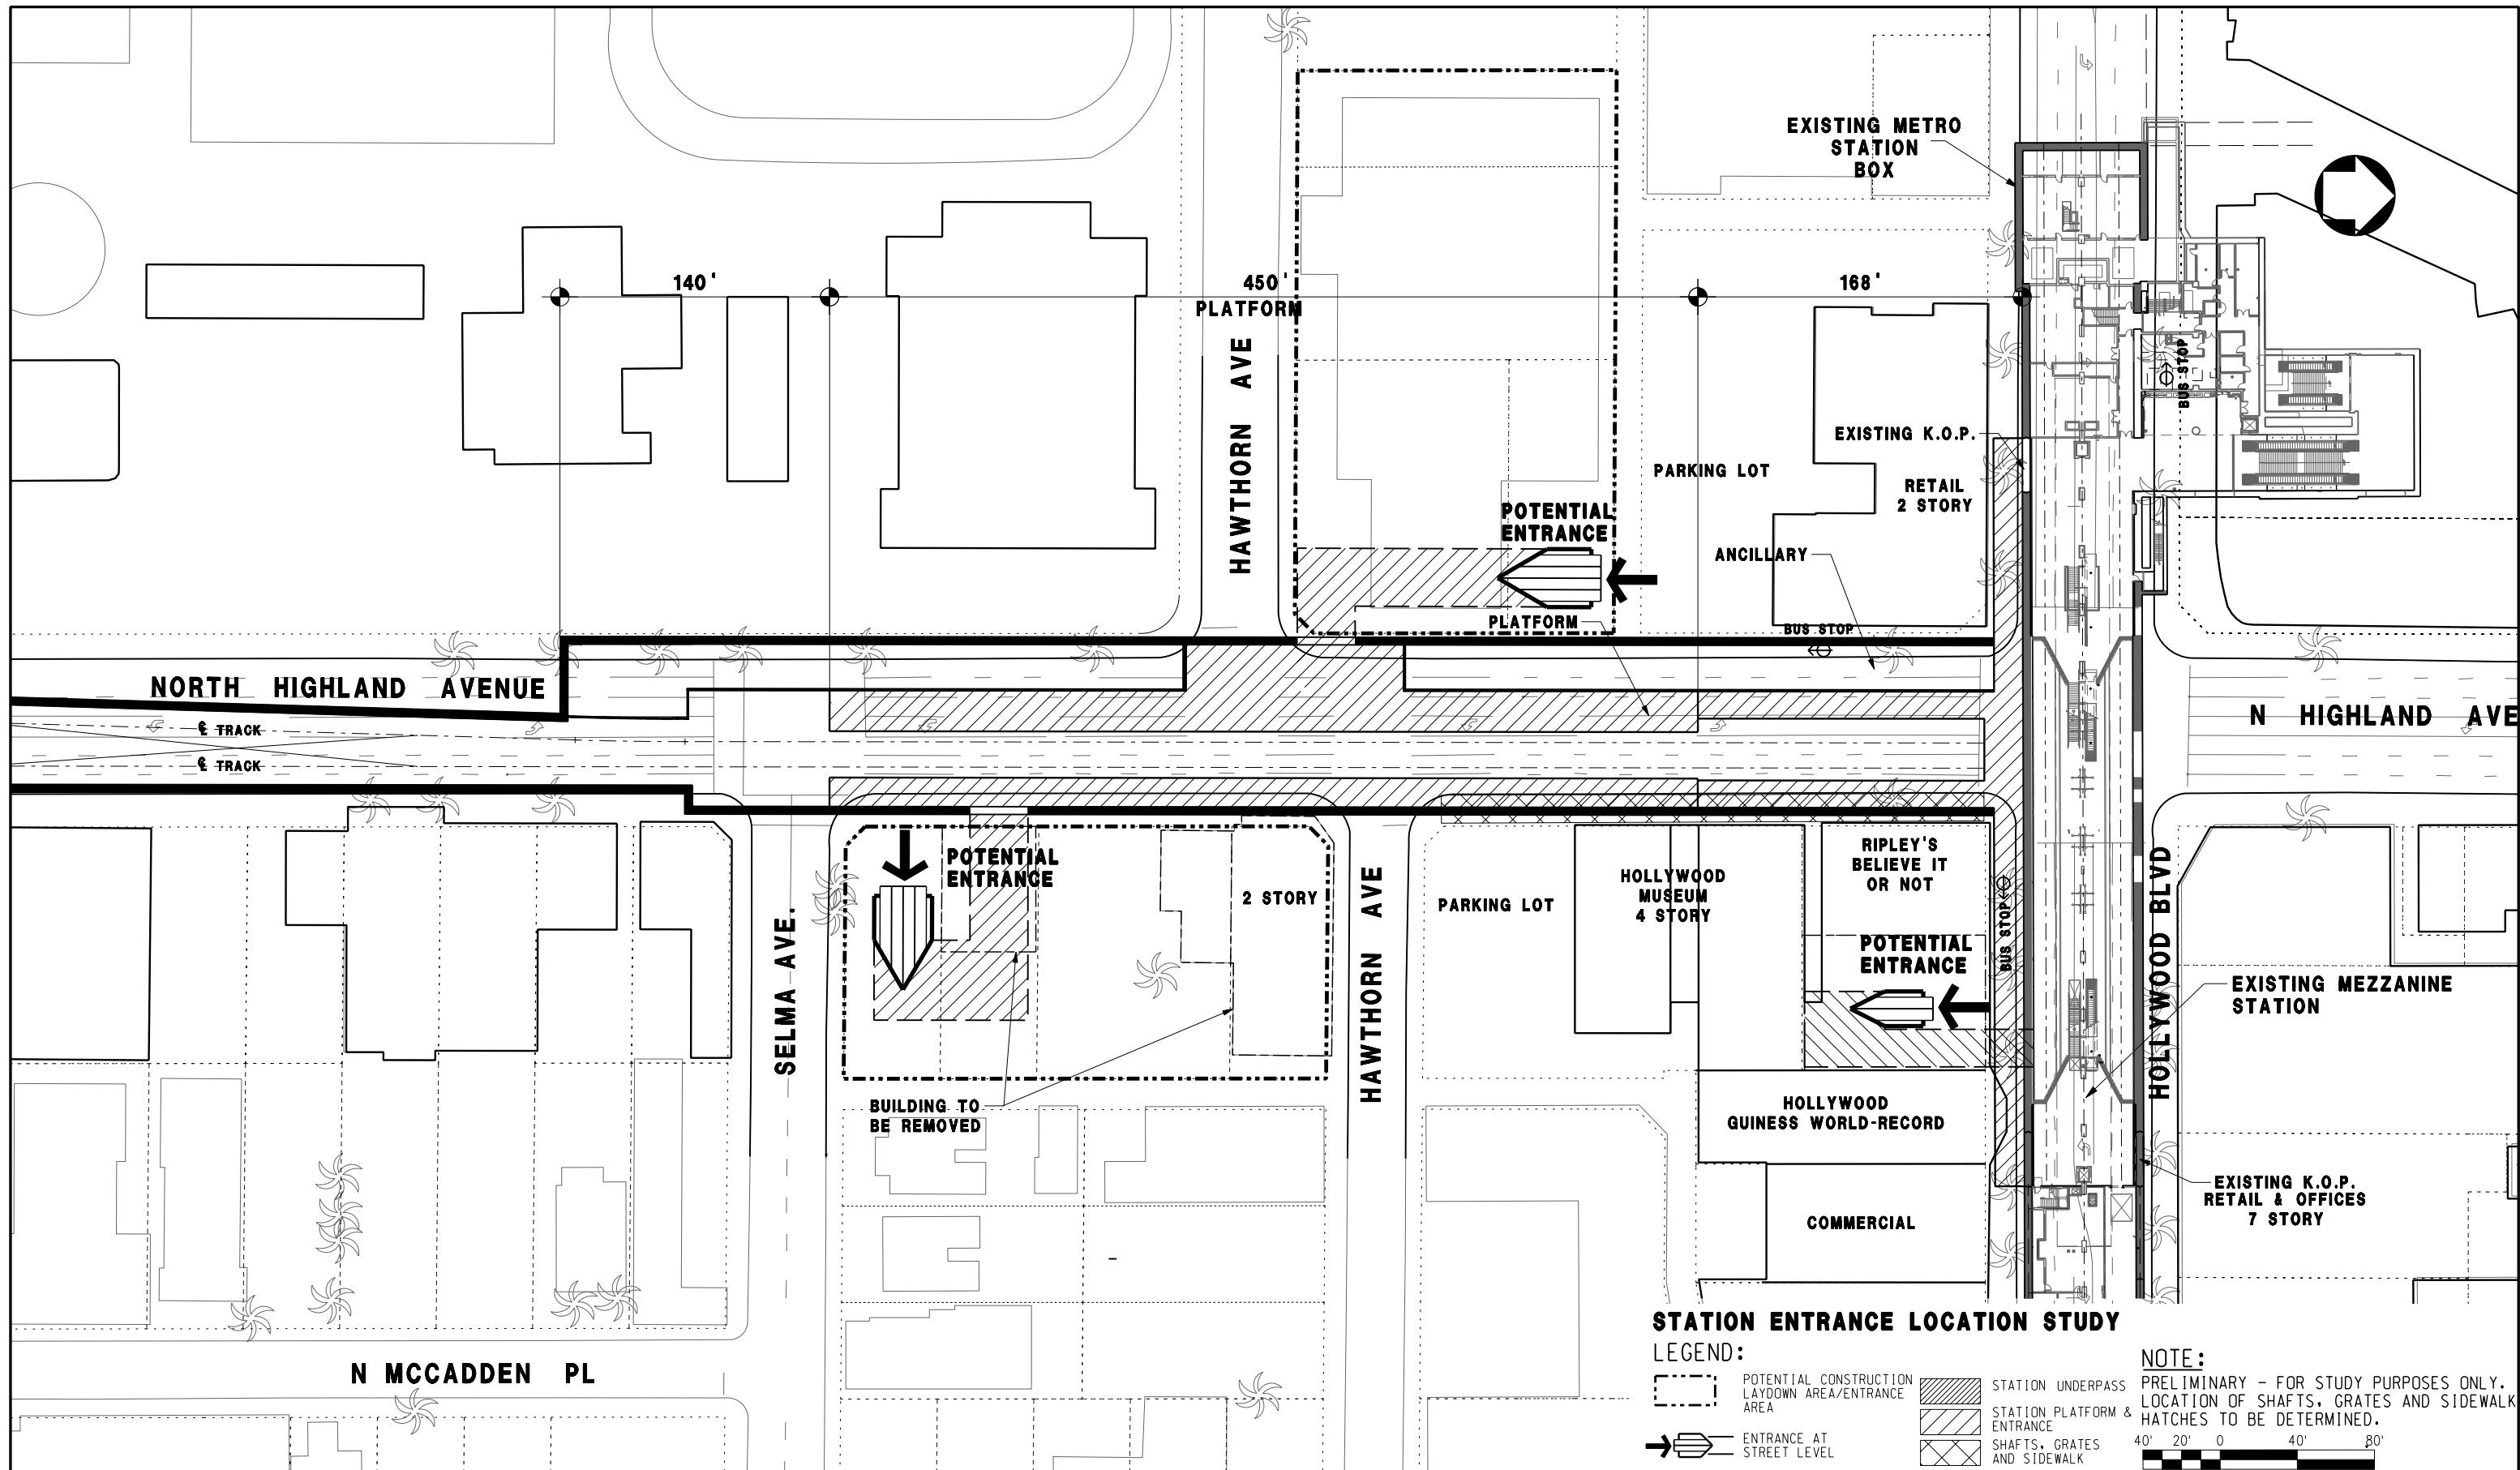 EXISTING METRO
STATION
BOX
140'
450'
PLATFORM
168'
HAWTHORN AVE
BUS STOP
EXISTING K.O.P.
PARKING LOT
RETAIL
2 STORY
POTENTIAL
ENTRANCE
ANCILLARY
PLATFORM
BUS STOP
NORTH HIGHLAND AVENUE
N HIGHLAND AVE
℄ TRACK
℄ TRACK
POTENTIAL
ENTRANCE
2 STORY
SELMA AVE.
HAWTHORN AVE
PARKING LOT
HOLLYWOOD
MUSEUM
4 STORY
RIPLEY'S
BELIEVE IT
OR NOT
BUS STOP
POTENTIAL
ENTRANCE
HOLLYWOOD BLVD
EXISTING MEZZANINE
STATION
BUILDING TO
BE REMOVED
HOLLYWOOD
GUINESS WORLD-RECORD
EXISTING K.O.P.
RETAIL & OFFICES
7 STORY
COMMERCIAL
N MCCADDEN PL
STATION ENTRANCE LOCATION STUDY
LEGEND:
POTENTIAL CONSTRUCTION
LAYDOWN AREA/ENTRANCE
AREA
ENTRANCE AT
STREET LEVEL
STATION UNDERPASS
STATION PLATFORM &
ENTRANCE
SHAFTS, GRATES
AND SIDEWALK
NOTE:
PRELIMINARY - FOR STUDY PURPOSES ONLY.
LOCATION OF SHAFTS, GRATES AND SIDEWALK
HATCHES TO BE DETERMINED.
40' 20' 0 40' 80'